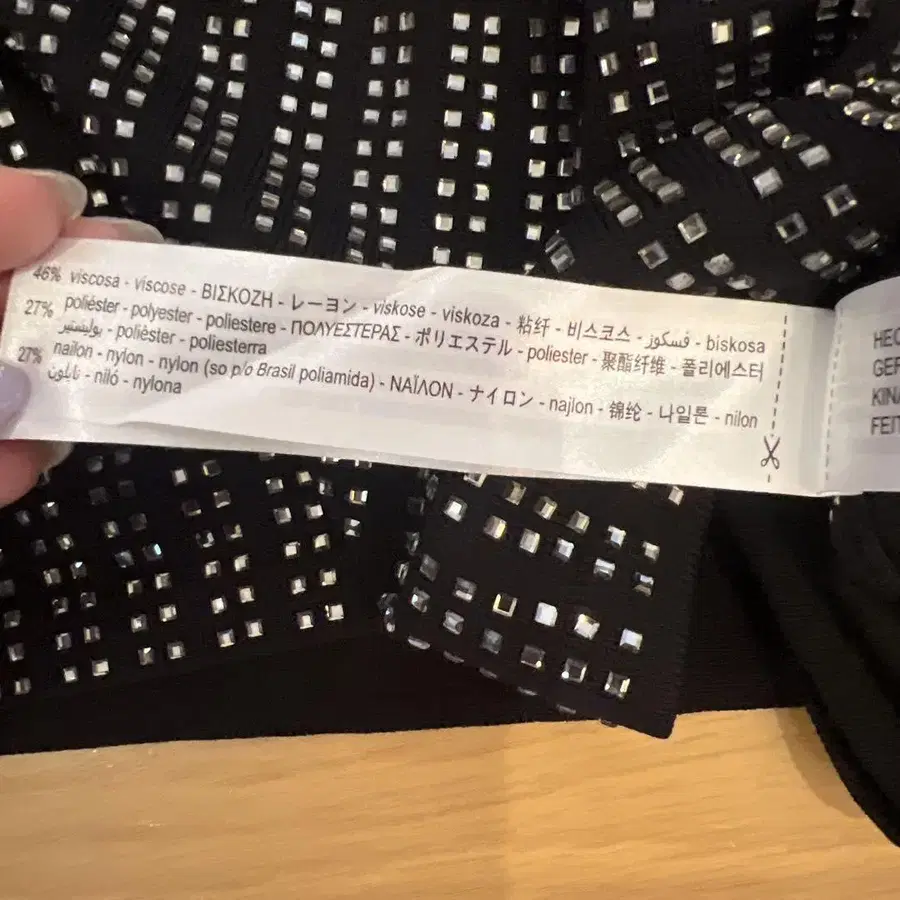 46% viscosa - viscose - ΒΙΣΚΟΖΗ - レーヨン - viskose - viskoza - 粘纤 - 비스코스 - فسكوز - biskosa
27% poliéster - polyester - poliestere - ΠΟΛΥΕΣΤΕΡΑΣ - ポリエステル - poliester - 聚酯纤维 - 폴리에스터
بوليستير - polièster - poliesterra
27% nailon - nylon - nylon (so p/o Brasil poliamida) - ΝΑΪΛΟΝ - ナイロン - najlon - 锦纶 - 나일론 - nilon
نايلون - niló - nylona
HEC
GEF
KINA
FEIT